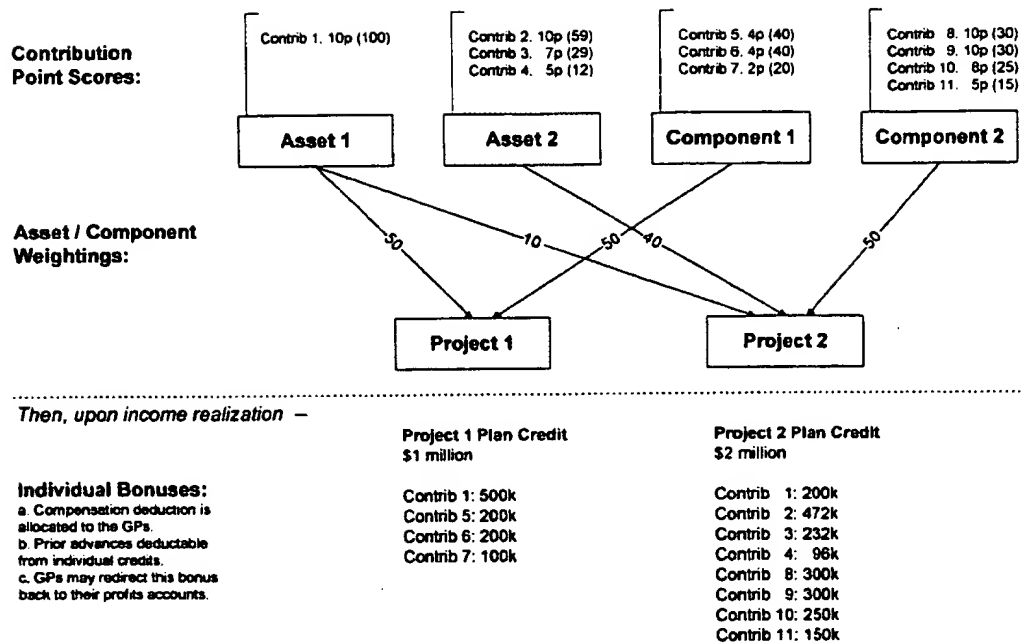 Contribution
Point Scores:
Contrib 1. 10p (100)
Contrib 2. 10p (59)
Contrib 3. 7p (29)
Contrib 4. 5p (12)
Contrib 5. 4p (40)
Contrib 6. 4p (40)
Contrib 7. 2p (20)
Contrib 8. 10p (30)
Contrib 9. 10p (30)
Contrib 10. 8p (25)
Contrib 11. 5p (15)
Asset 1
Asset 2
Component 1
Component 2
Asset / Component
Weightings:
50
10
50
40
50
Project 1
Project 2
Then, upon income realization –
Project 1 Plan Credit
$1 million
Project 2 Plan Credit
$2 million
Individual Bonuses:
a. Compensation deduction is
allocated to the GPs.
b. Prior advances deductable
from individual credits.
c. GPs may redirect this bonus
back to their profits accounts.
Contrib 1: 500k
Contrib 5: 200k
Contrib 6: 200k
Contrib 7: 100k
Contrib 1: 200k
Contrib 2: 472k
Contrib 3: 232k
Contrib 4: 96k
Contrib 8: 300k
Contrib 9: 300k
Contrib 10: 250k
Contrib 11: 150k